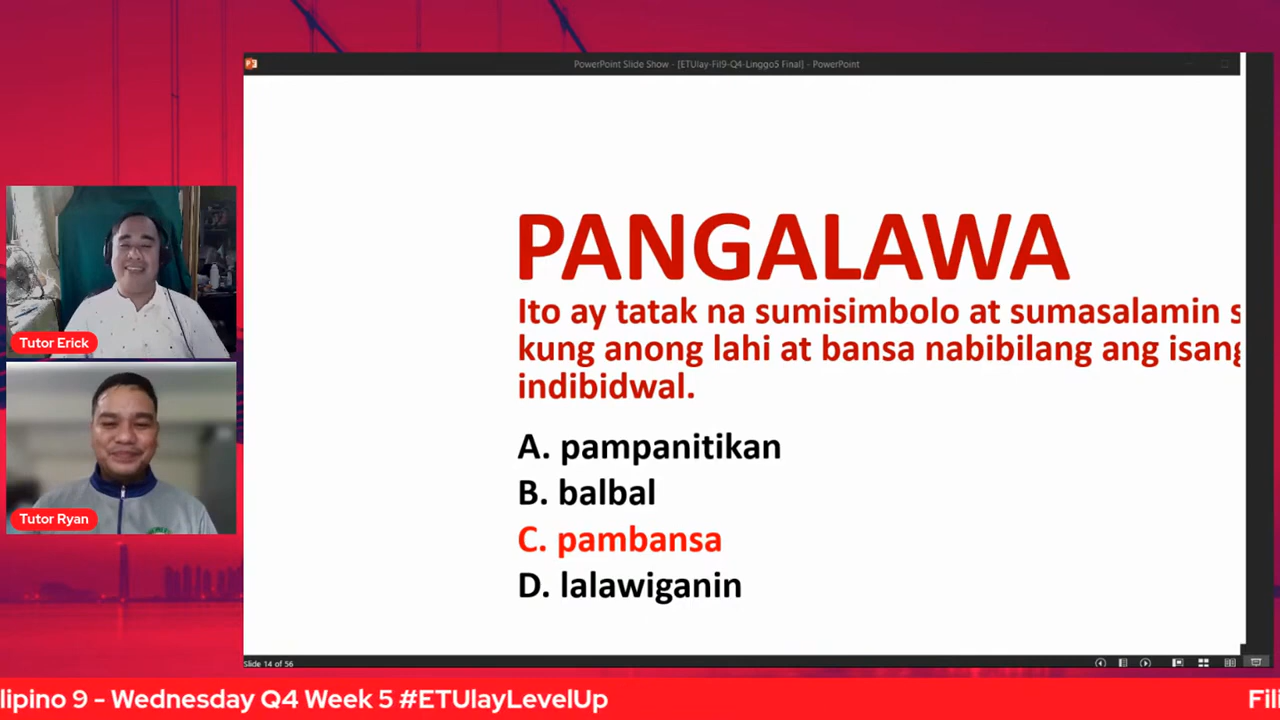 PowerPoint Slide Show - [ETUlay-Fil9-Q4-Linggo5 Final] - PowerPoint
PANGALAWA
Ito ay tatak na sumisimbolo at sumasalamin s
kung anong lahi at bansa nabibilang ang isang
indibidwal.
A. pampanitikan
B. balbal
C. pambansa
D. lalawiganin
Tutor Erick
Tutor Ryan
Slide 14 of 56
ilipino 9 - Wednesday Q4 Week 5 #ETUlayLevelUp
Fili